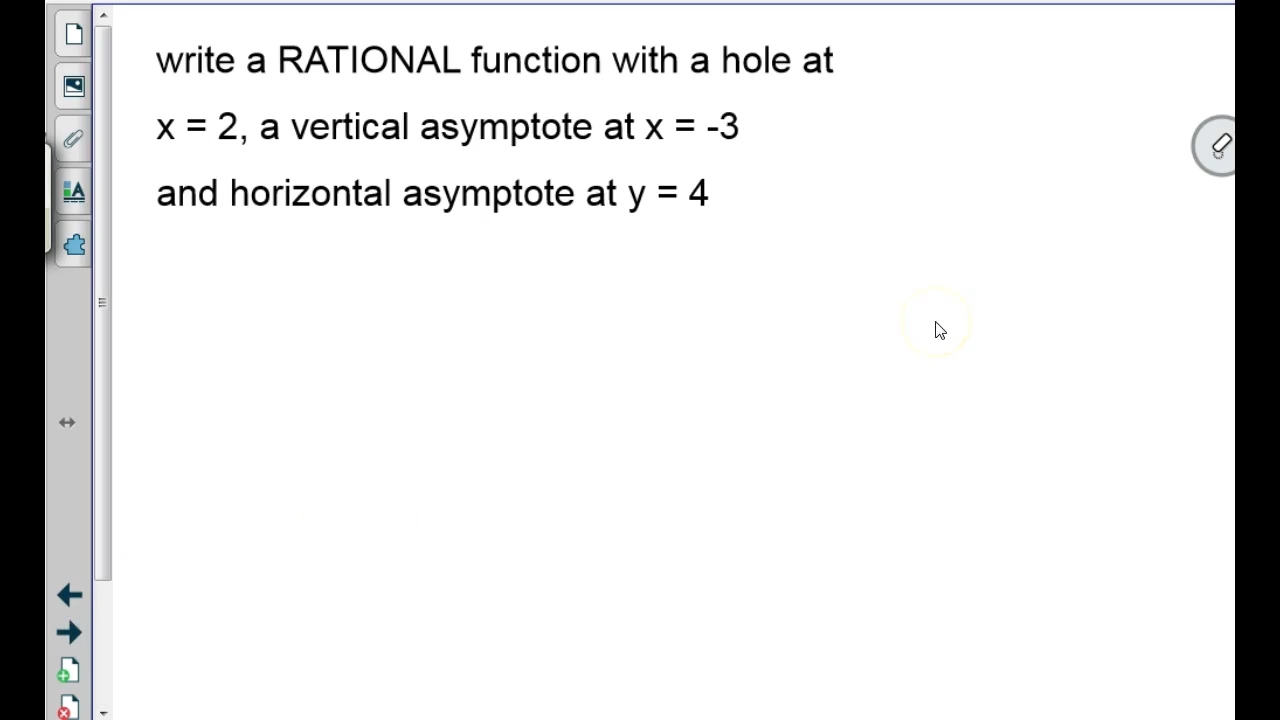 write a RATIONAL function with a hole at
x = 2, a vertical asymptote at x = -3
and horizontal asymptote at y = 4